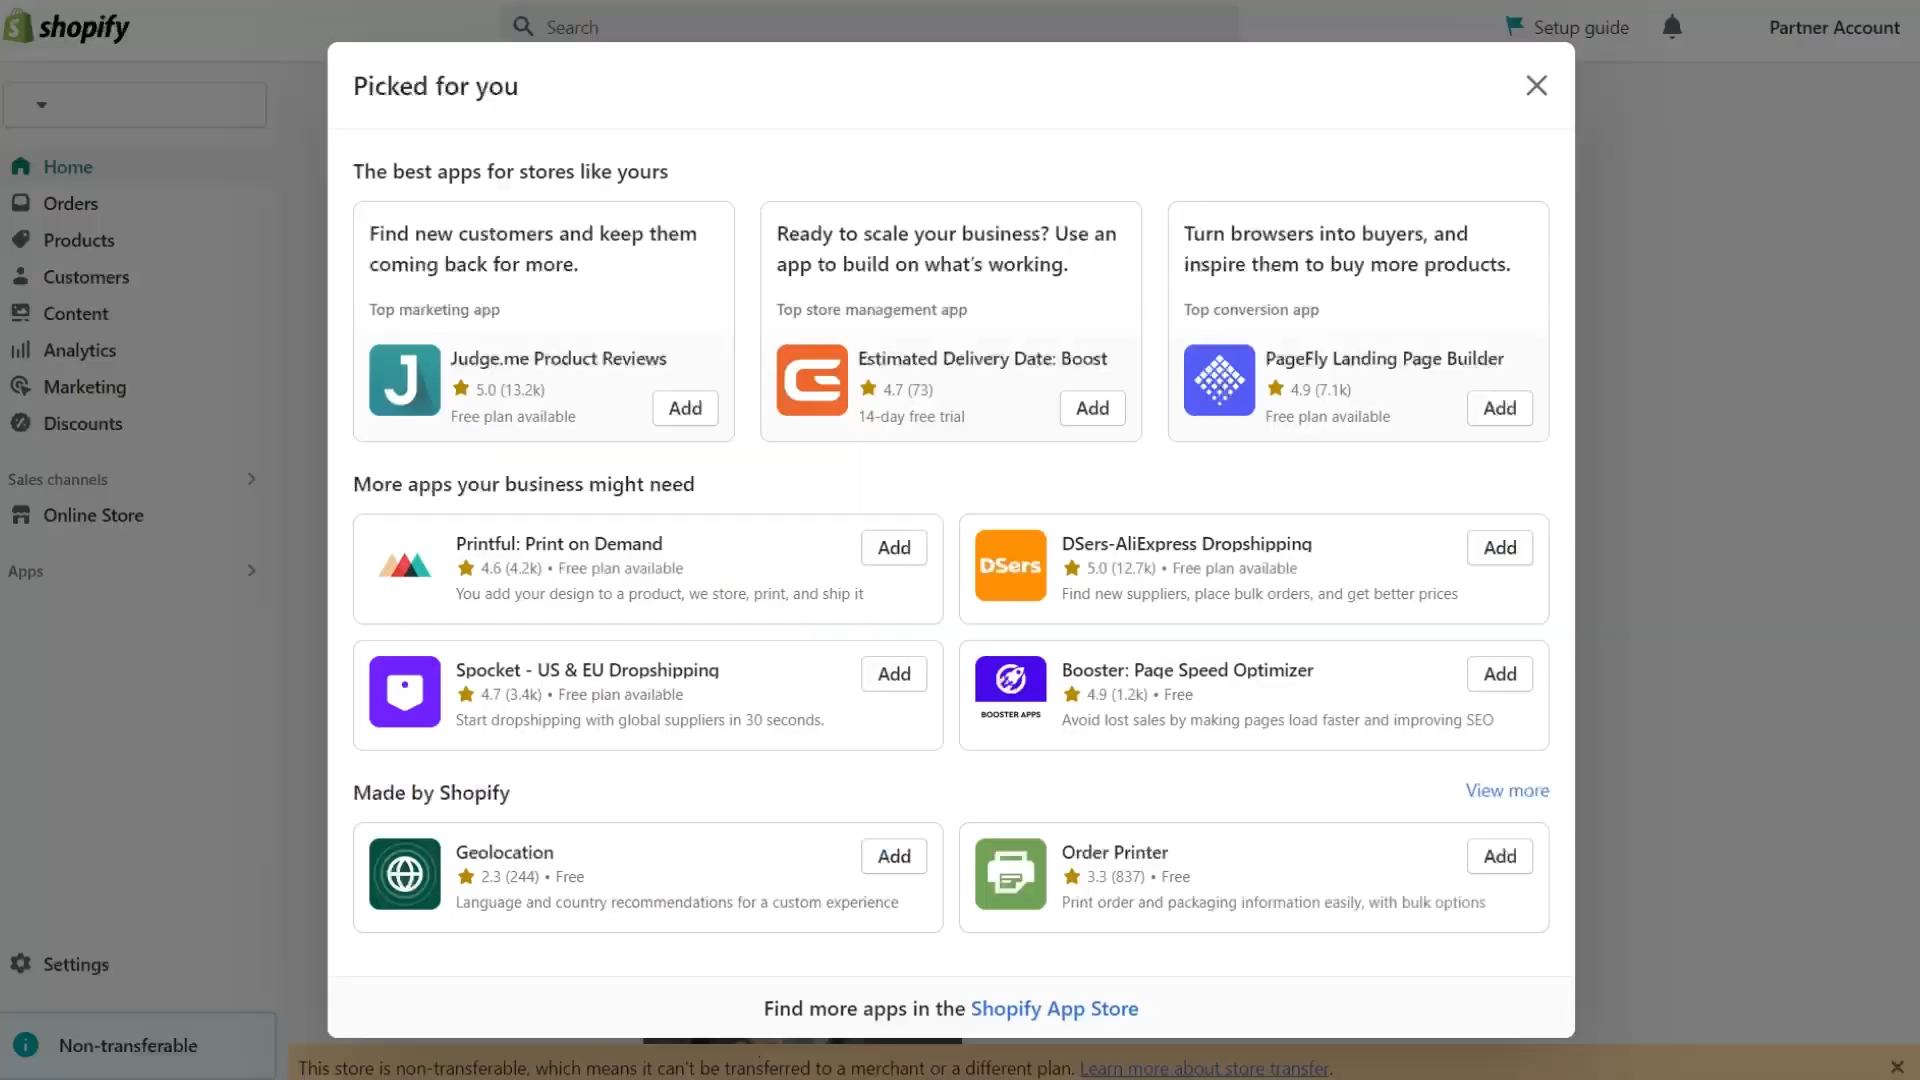 shopify
Search
Setup guide
Partner Account
Home
Orders
Products
Customers
Content
Analytics
Marketing
Discounts
Sales channels
Online Store
Apps
Settings
Non-transferable
Picked for you
The best apps for stores like yours
Find new customers and keep them
coming back for more.
Top marketing app
J
Judge.me Product Reviews
5.0 (13.2k)
Free plan available
Add
Ready to scale your business? Use an
app to build on what's working.
Top store management app
Estimated Delivery Date: Boost
4.7 (73)
14-day free trial
Add
Turn browsers into buyers, and
inspire them to buy more products.
Top conversion app
PageFly Landing Page Builder
4.9 (7.1k)
Free plan available
Add
More apps your business might need
Printful: Print on Demand
4.6 (4.2k) • Free plan available
You add your design to a product, we store, print, and ship it
Add
DSers
DSers-AliExpress Dropshipping
5.0 (12.7k) • Free plan available
Find new suppliers, place bulk orders, and get better prices
Add
Spocket - US & EU Dropshipping
4.7 (3.4k) • Free plan available
Start dropshipping with global suppliers in 30 seconds.
Add
BOOSTER APPS
Booster: Page Speed Optimizer
4.9 (1.2k) • Free
Avoid lost sales by making pages load faster and improving SEO
Add
Made by Shopify
View more
Geolocation
2.3 (244) • Free
Language and country recommendations for a custom experience
Add
Order Printer
3.3 (837) • Free
Print order and packaging information easily, with bulk options
Add
Find more apps in the Shopify App Store
This store is non-transferable, which means it can't be transferred to a merchant or a different plan. Learn more about store transfer.